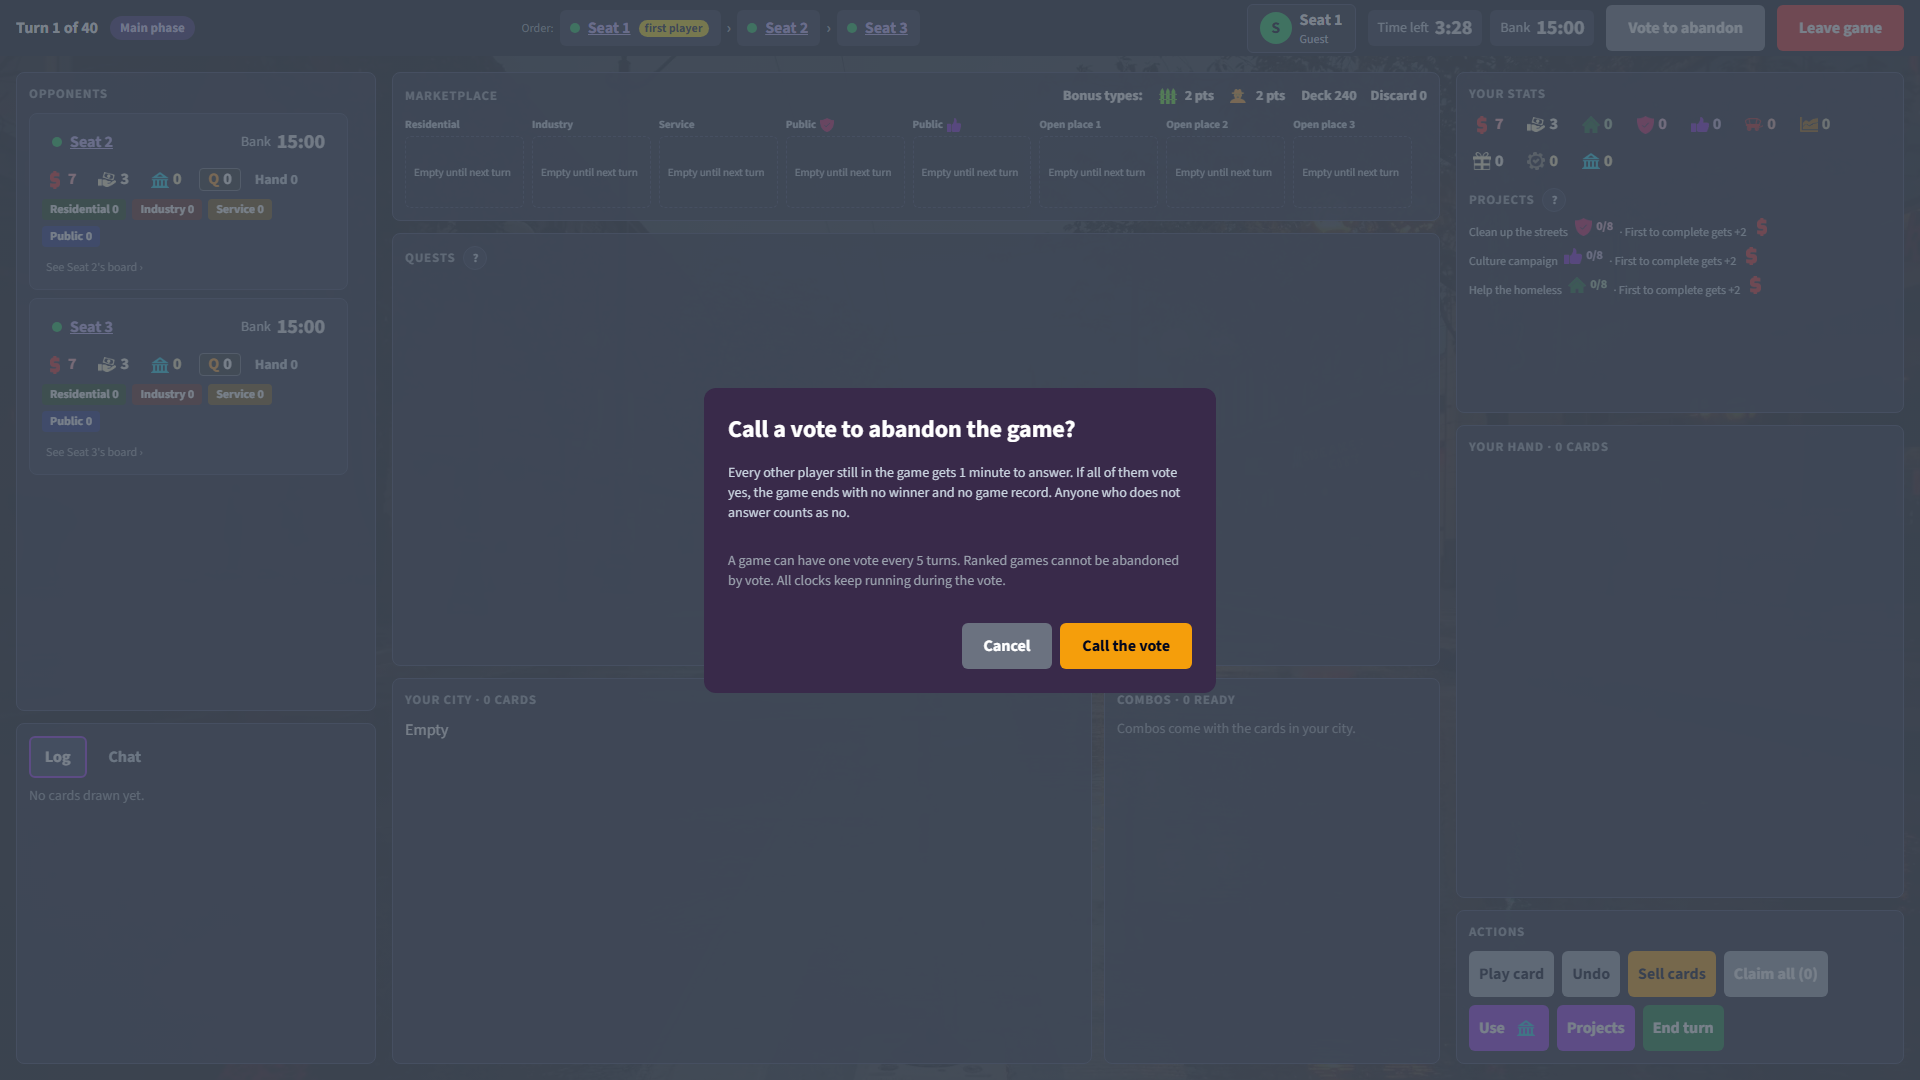 Turn 1 of 40 Main phase
Order: Seat 1 first player › Seat 2 › Seat 3
S Seat 1
Guest
Time left 3:28 Bank 15:00 Vote to abandon Leave game
OPPONENTS
Seat 2 Bank 15:00
7 3 0 Q 0 Hand 0
Residential 0 Industry 0 Service 0
Public 0
See Seat 2's board ›
Seat 3 Bank 15:00
7 3 0 Q 0 Hand 0
Residential 0 Industry 0 Service 0
Public 0
See Seat 3's board ›
Log Chat
No cards drawn yet.
MARKETPLACE Bonus types: 2 pts 2 pts Deck 240 Discard 0
Residential Industry Service Public Public Open place 1 Open place 2 Open place 3
Empty until next turn Empty until next turn Empty until next turn Empty until next turn Empty until next turn Empty until next turn Empty until next turn Empty until next turn
QUESTS ?
Call a vote to abandon the game?
Every other player still in the game gets 1 minute to answer. If all of them vote
yes, the game ends with no winner and no game record. Anyone who does not
answer counts as no.
A game can have one vote every 5 turns. Ranked games cannot be abandoned
by vote. All clocks keep running during the vote.
Cancel Call the vote
YOUR CITY · 0 CARDS
Empty
COMBOS · 0 READY
Combos come with the cards in your city.
YOUR STATS
$ 7 3 0 0 0 0 0
0 0 0
PROJECTS ?
Clean up the streets 0/8 · First to complete gets +2 $
Culture campaign 0/8 · First to complete gets +2 $
Help the homeless 0/8 · First to complete gets +2 $
YOUR HAND · 0 CARDS
ACTIONS
Play card Undo Sell cards Claim all (0)
Use Projects End turn